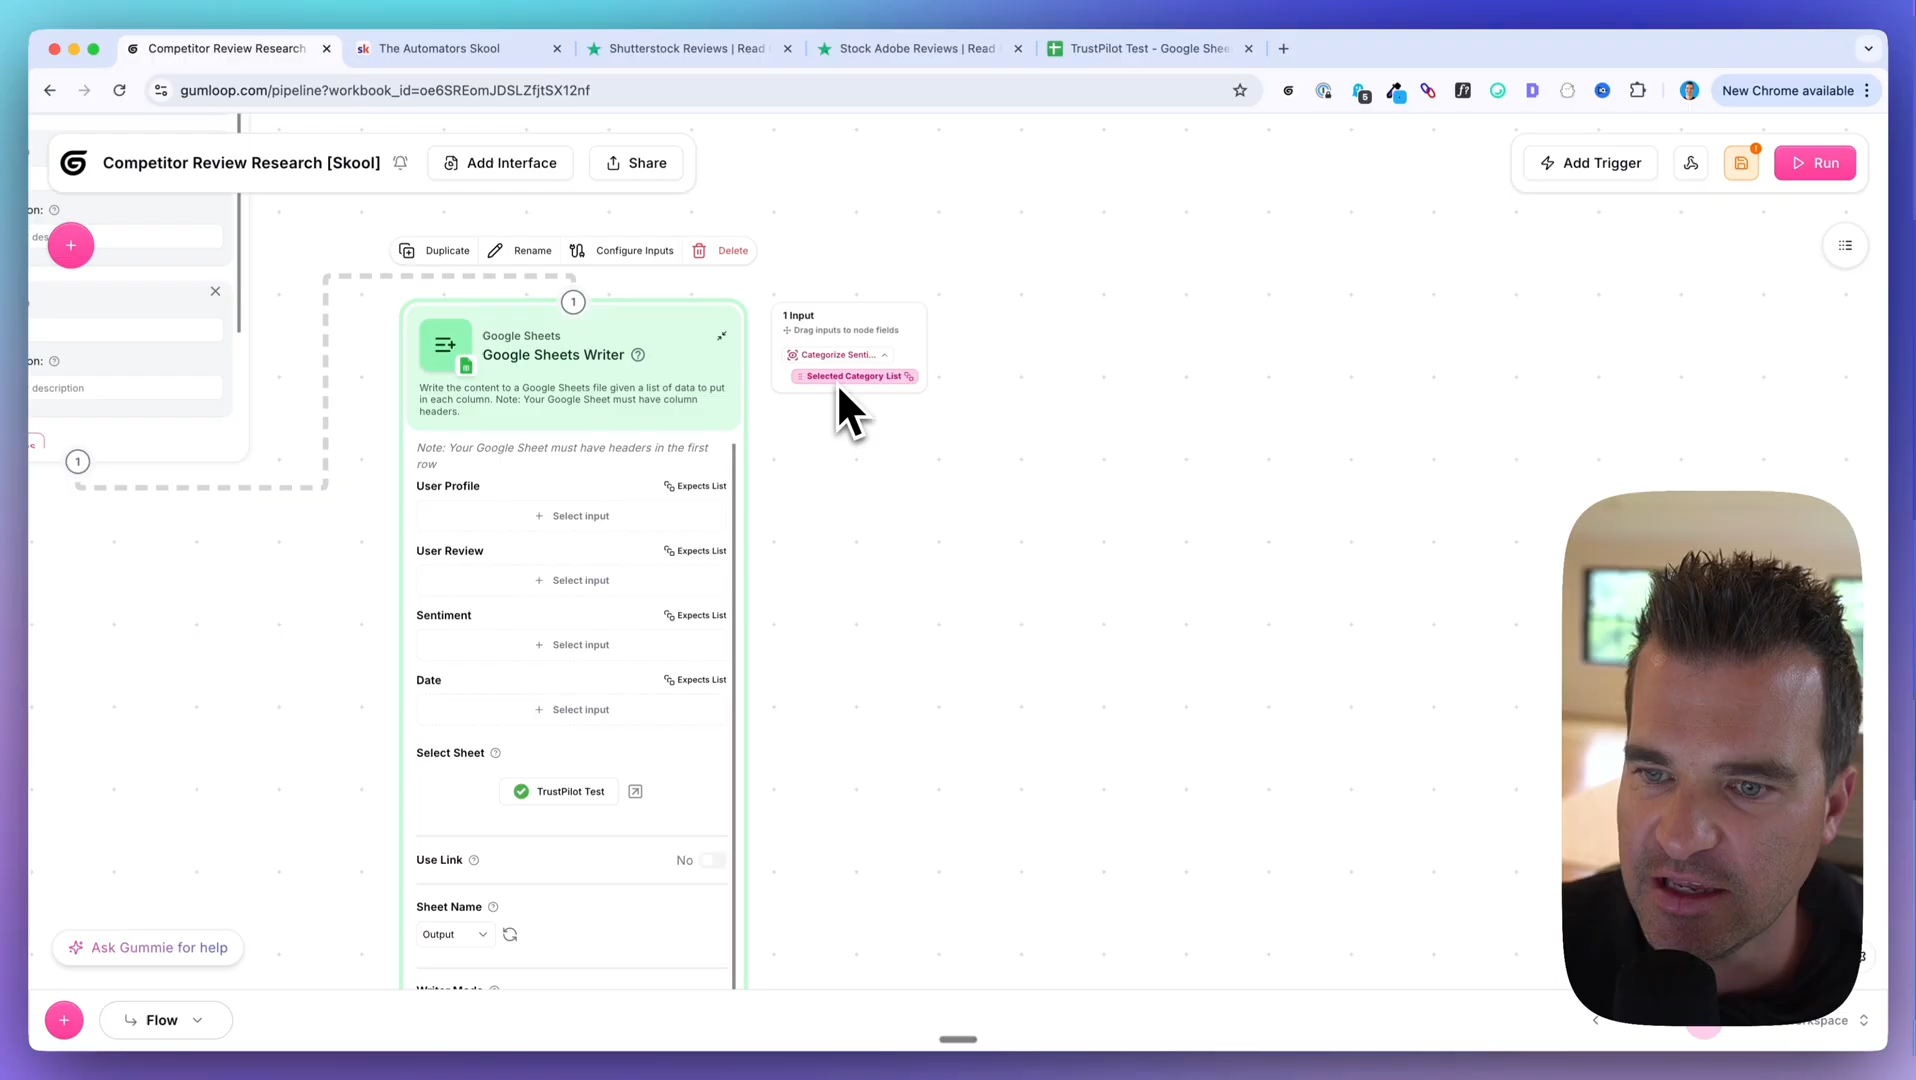 Competitor Review Research
sk The Automators Skool
Shutterstock Reviews | Read
Stock Adobe Reviews | Read
TrustPilot Test - Google Shee
gumloop.com/pipeline?workbook_id=oe6SREomJDSLZfjtSX12nf
5
f?
D
New Chrome available
Competitor Review Research [Skool]
Add Interface
Share
Add Trigger
!
Run
on:
des
Duplicate
Rename
Configure Inputs
Delete
1
Google Sheets
Google Sheets Writer
Write the content to a Google Sheets file given a list of data to put
in each column. Note: Your Google Sheet must have column
headers.
1 Input
Drag inputs to node fields
Categorize Senti...
Selected Category List
on:
description
1
Note: Your Google Sheet must have headers in the first
row
User Profile
Expects List
+ Select input
User Review
Expects List
+ Select input
Sentiment
Expects List
+ Select input
Date
Expects List
+ Select input
Select Sheet
TrustPilot Test
Use Link
No
Sheet Name
Output
Ask Gummie for help
Flow